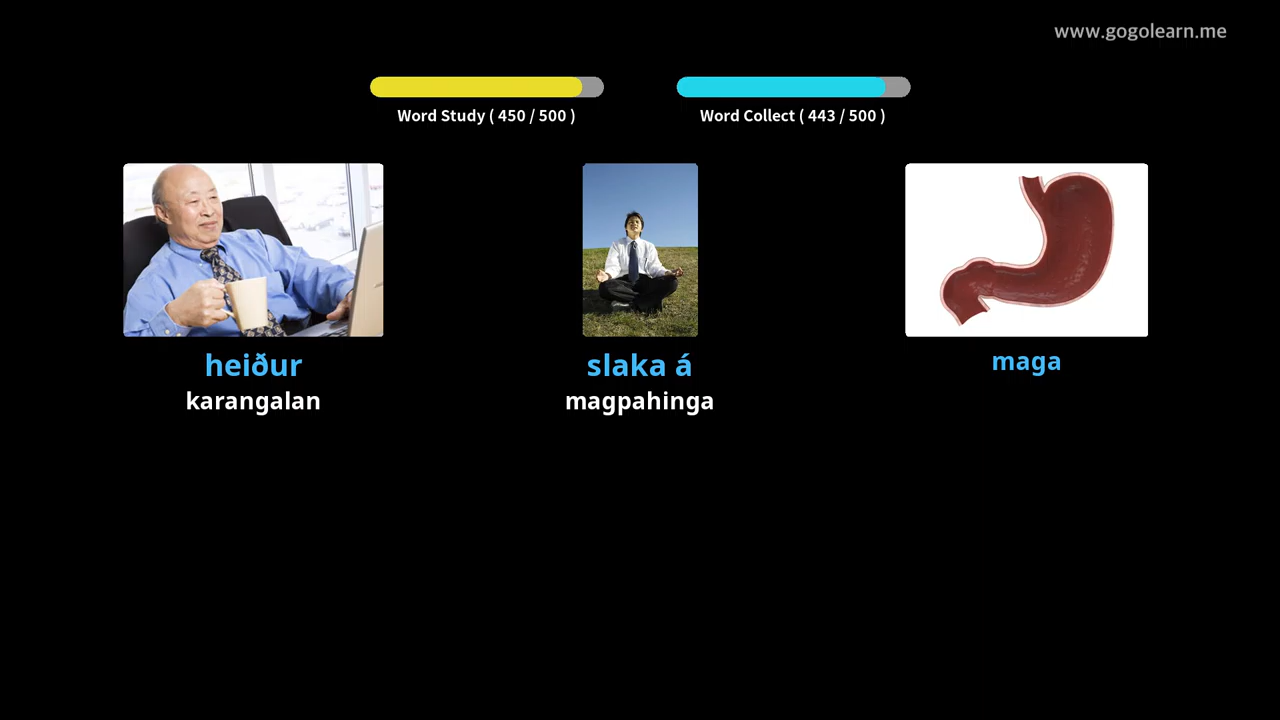 www.gogolearn.me
Word Study ( 450 / 500 )
Word Collect ( 443 / 500 )
heiður
karangalan
slaka á
magpahinga
maga